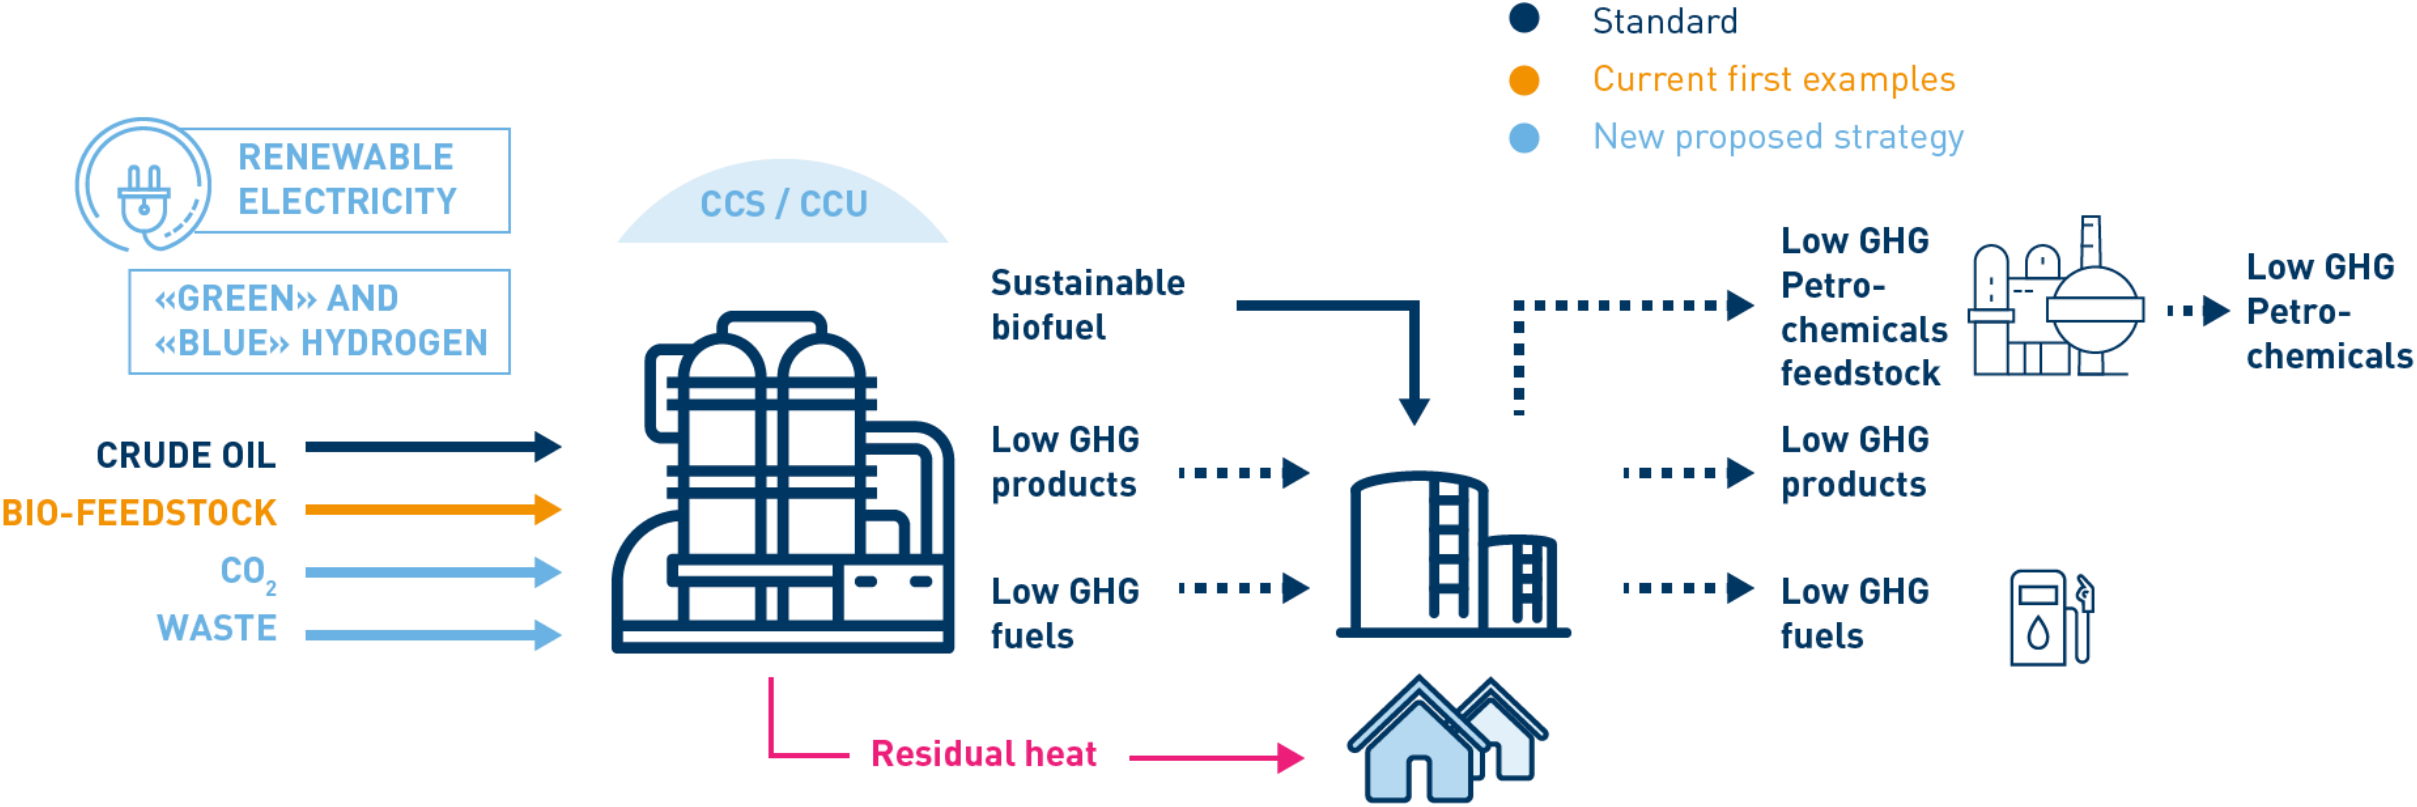 Standard
Current first examples
New proposed strategy
RENEWABLE
ELECTRICITY
«GREEN» AND
«BLUE» HYDROGEN
CRUDE OIL
BIO-FEEDSTOCK
CO₂
WASTE
CCS / CCU
Sustainable
biofuel
Low GHG
products
Low GHG
fuels
Residual heat
Low GHG
Petro-
chemicals
feedstock
Low GHG
products
Low GHG
fuels
Low GHG
Petro-
chemicals